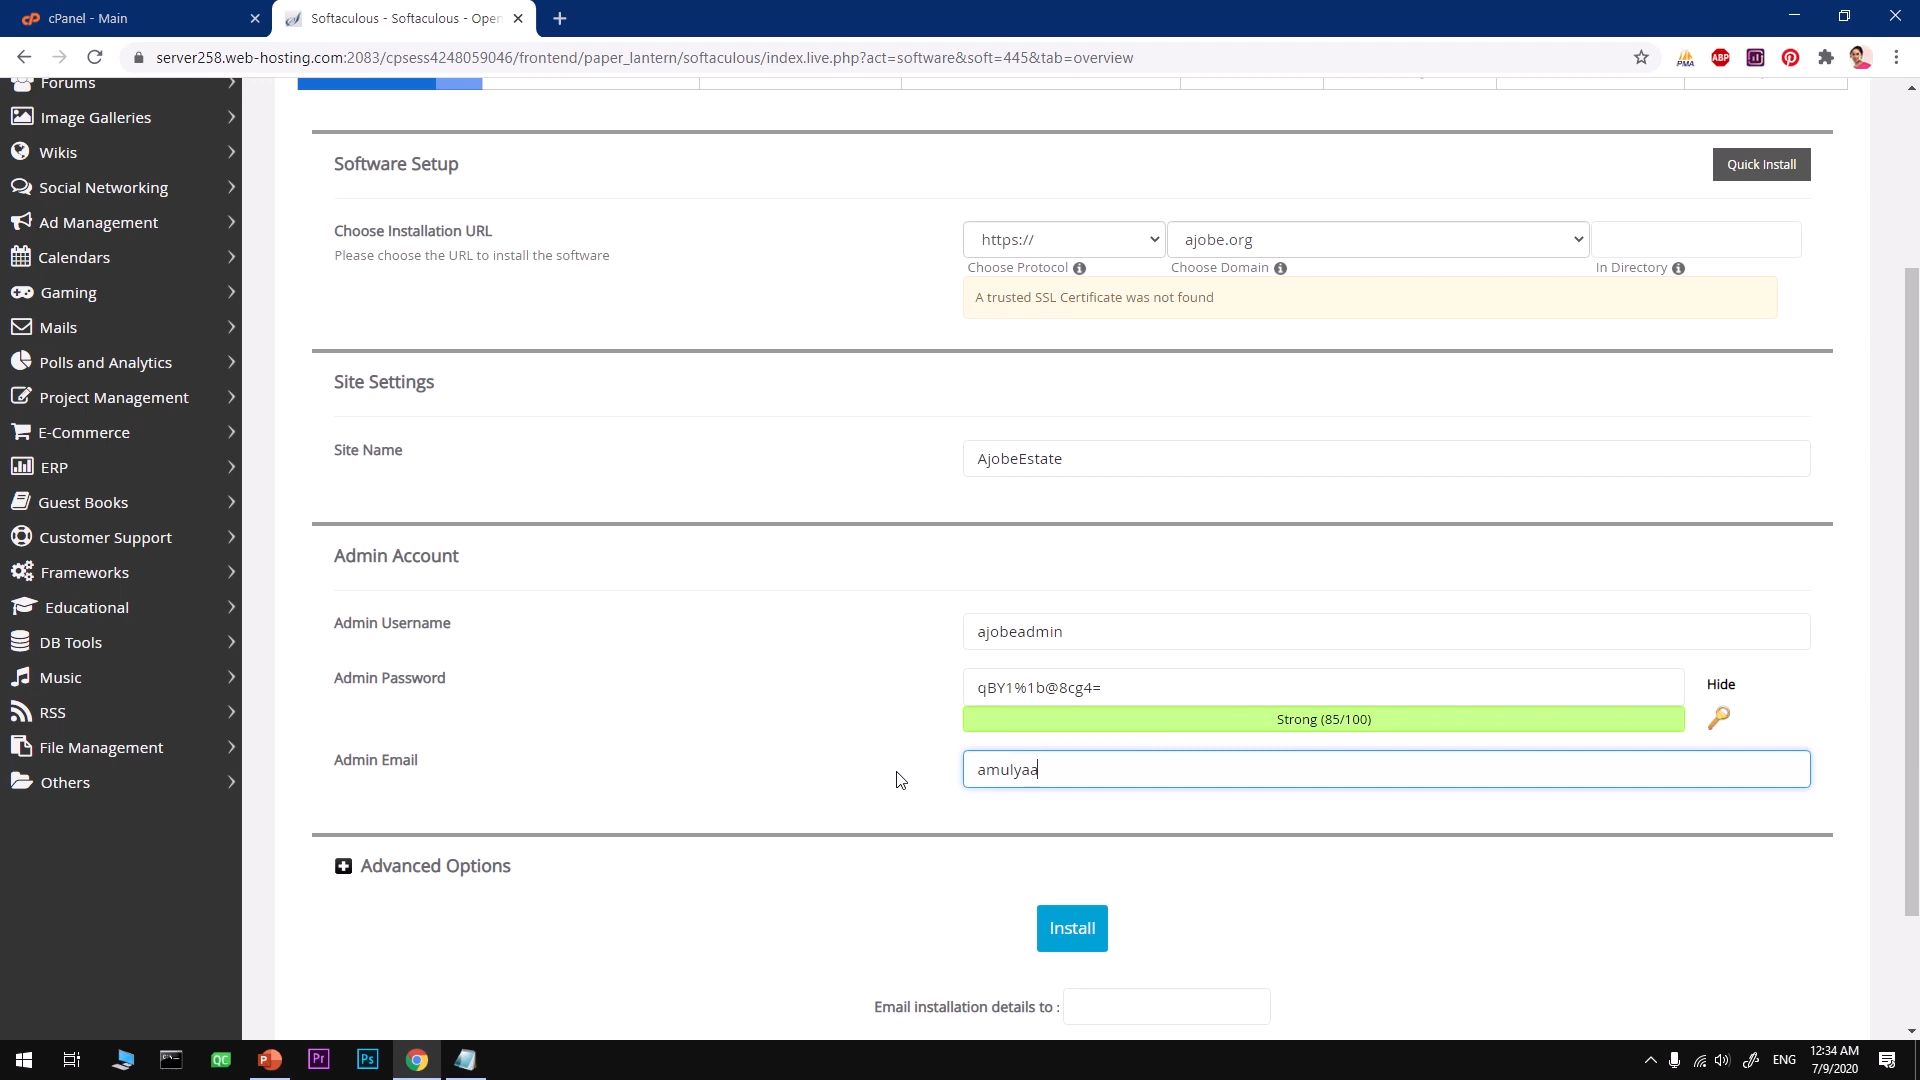 cPanel - Main
Softaculous - Softaculous - Open
server258.web-hosting.com:2083/cpsess4248059046/frontend/paper_lantern/softaculous/index.live.php?act=software&soft=445&tab=overview
PMA
ABP
Forums
Image Galleries
Wikis
Social Networking
Ad Management
Calendars
Gaming
Mails
Polls and Analytics
Project Management
E-Commerce
ERP
Guest Books
Customer Support
Frameworks
Educational
DB Tools
Music
RSS
File Management
Others
Software Setup
Quick Install
Choose Installation URL
Please choose the URL to install the software
https://
ajobe.org
Choose Protocol
Choose Domain
In Directory
A trusted SSL Certificate was not found
Site Settings
Site Name
AjobeEstate
Admin Account
Admin Username
ajobeadmin
Admin Password
qBY1%1b@8cg4=
Hide
Strong (85/100)
Admin Email
amulyaa
Advanced Options
Install
Email installation details to :
QC
P
Pr
Ps
ENG
12:34 AM
7/9/2020